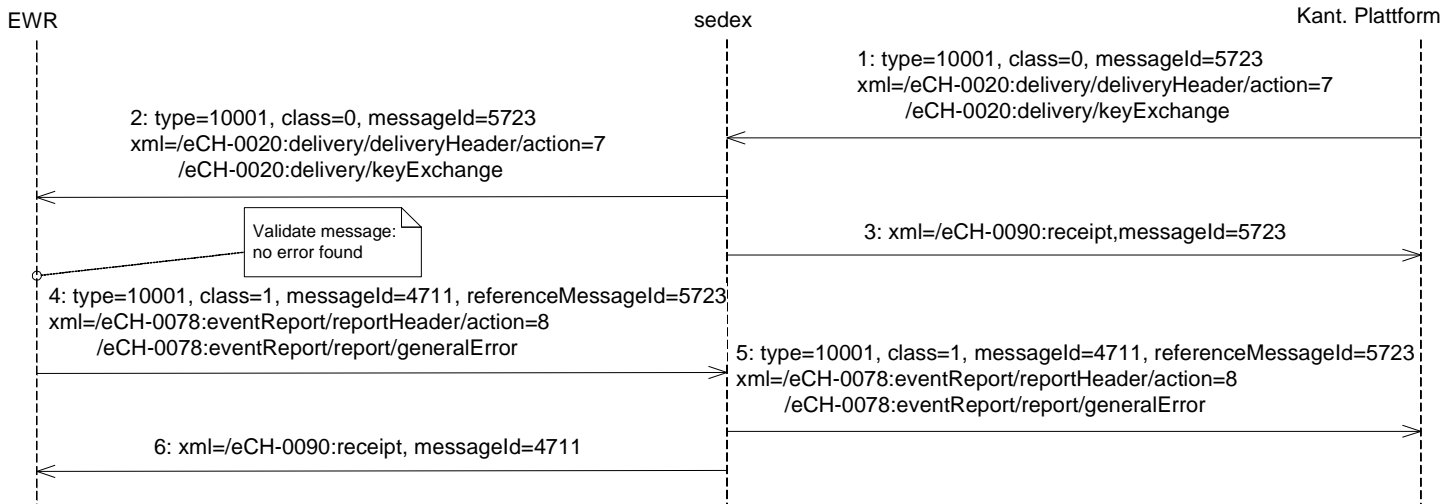 EWR
sedex
Kant. Plattform
1: type=10001, class=0, messageId=5723
xml=/eCH-0020:delivery/deliveryHeader/action=7
/eCH-0020:delivery/keyExchange
2: type=10001, class=0, messageId=5723
xml=/eCH-0020:delivery/deliveryHeader/action=7
/eCH-0020:delivery/keyExchange
Validate message:
no error found
3: xml=/eCH-0090:receipt,messageId=5723
4: type=10001, class=1, messageId=4711, referenceMessageId=5723
xml=/eCH-0078:eventReport/reportHeader/action=8
/eCH-0078:eventReport/report/generalError
5: type=10001, class=1, messageId=4711, referenceMessageId=5723
xml=/eCH-0078:eventReport/reportHeader/action=8
/eCH-0078:eventReport/report/generalError
6: xml=/eCH-0090:receipt, messageId=4711